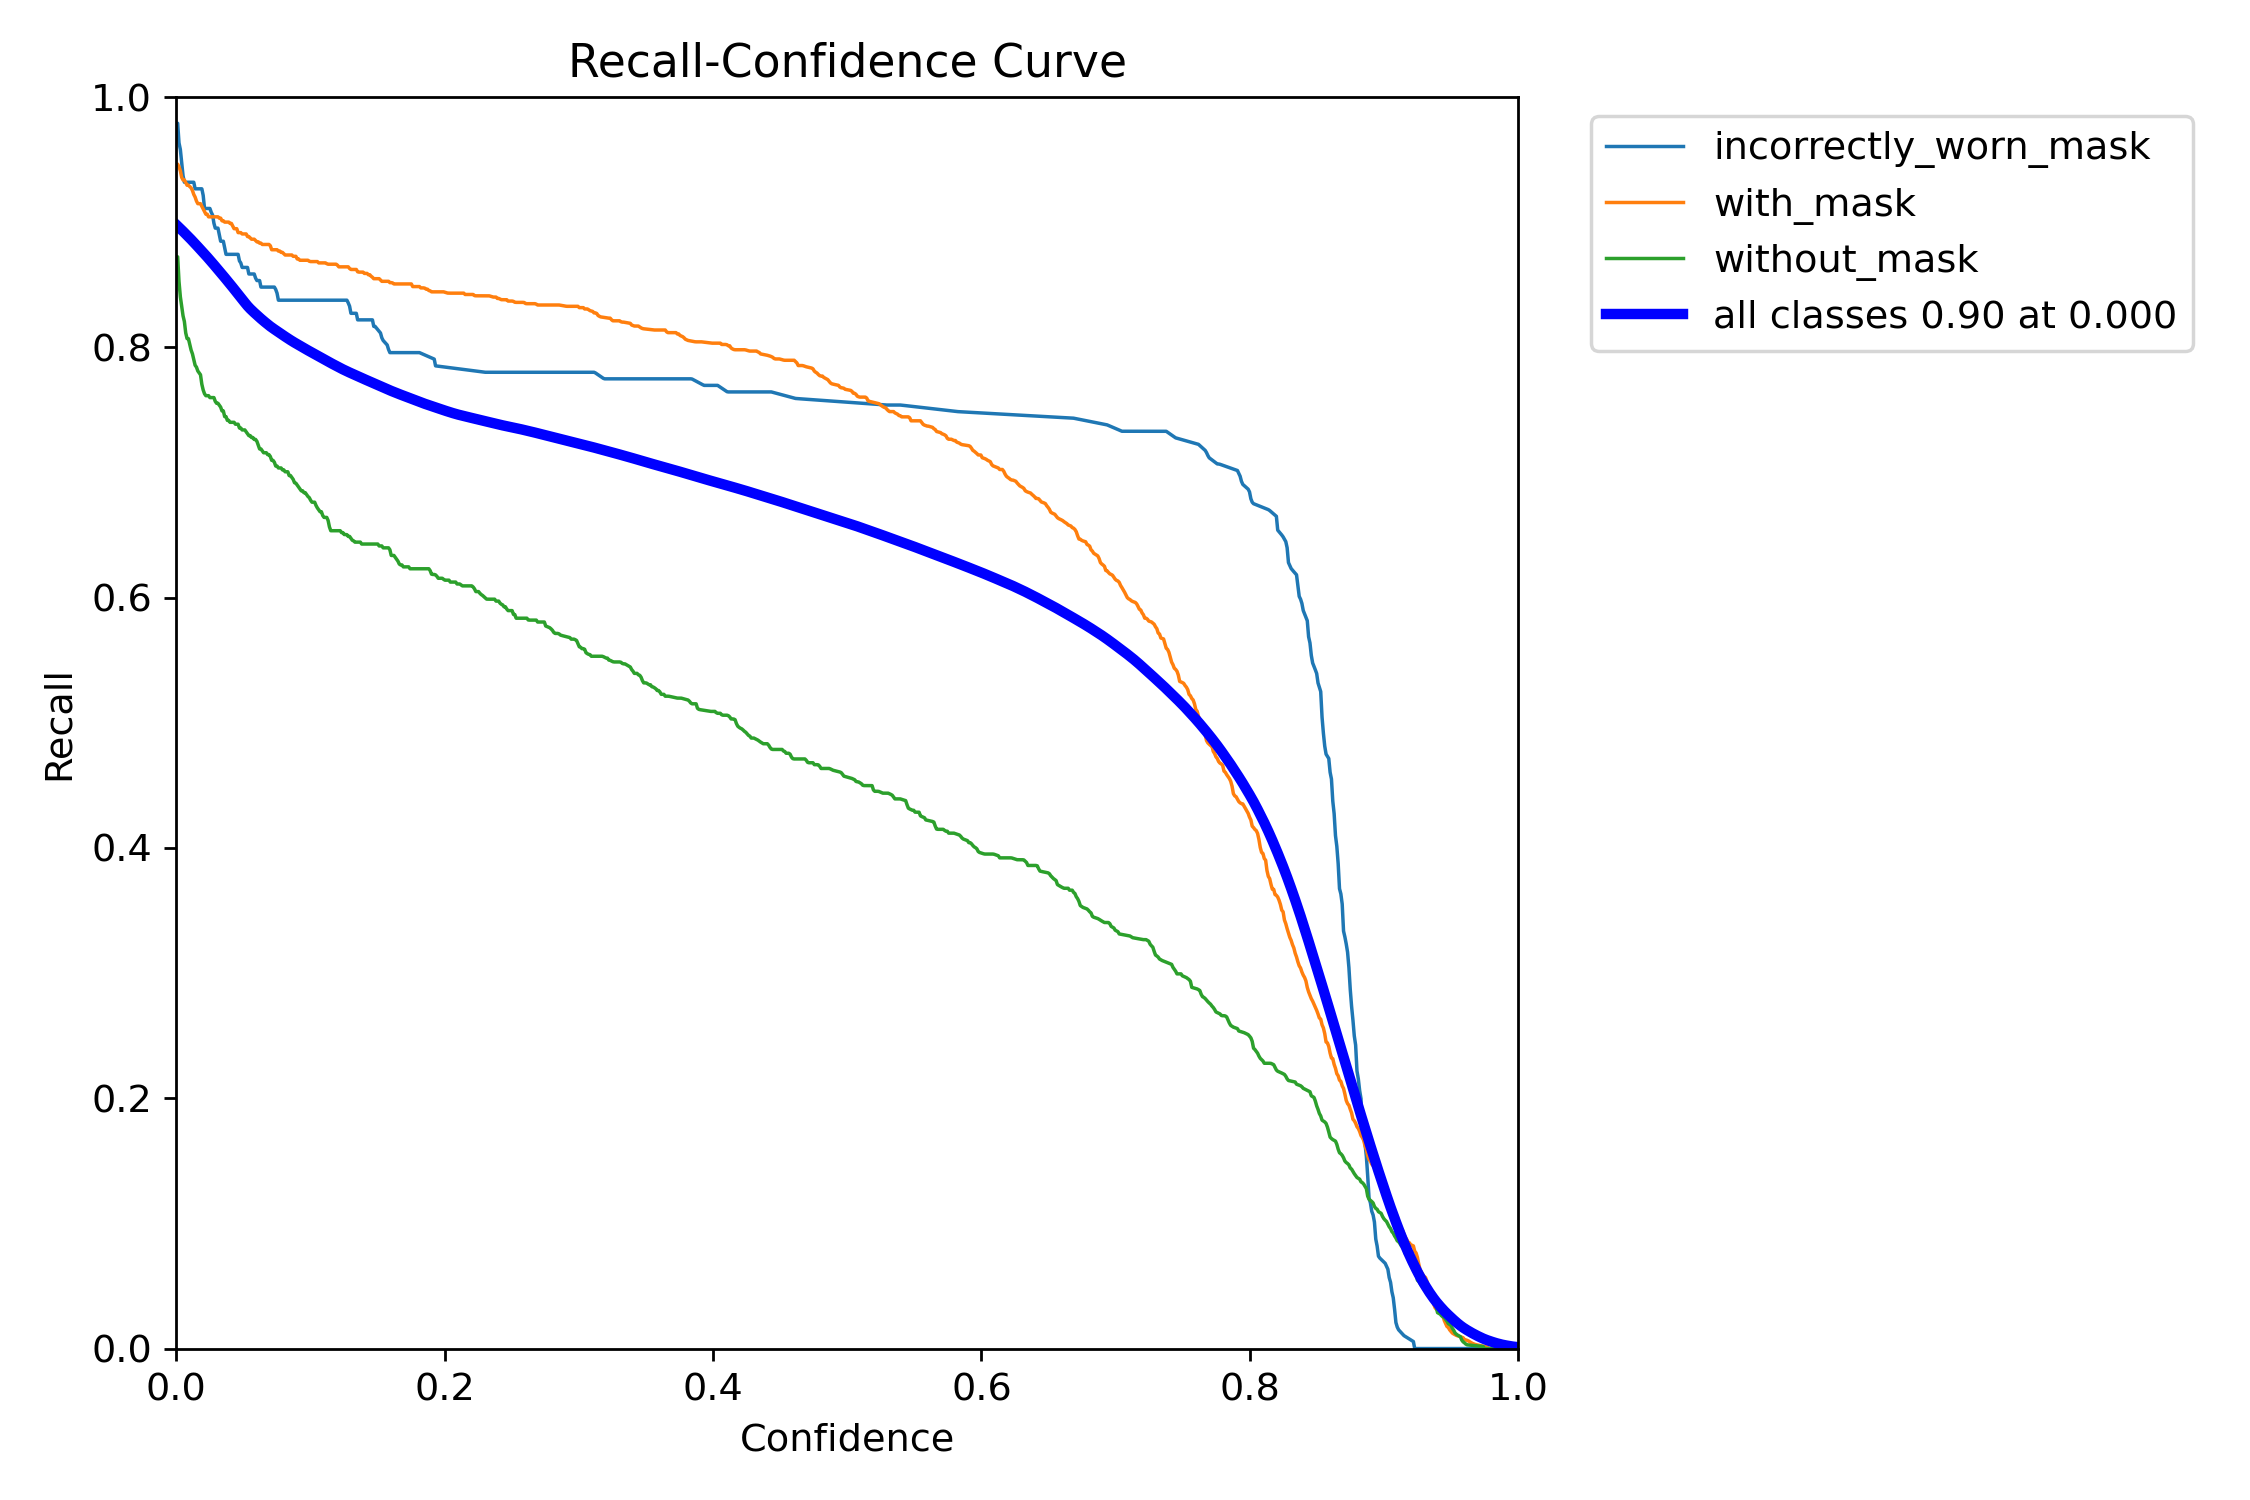 Recall-Confidence Curve
1.0
0.8
0.6
0.4
0.2
0.0
Recall
0.0 0.2 0.4 0.6 0.8 1.0
Confidence
incorrectly_worn_mask
with_mask
without_mask
all classes 0.90 at 0.000